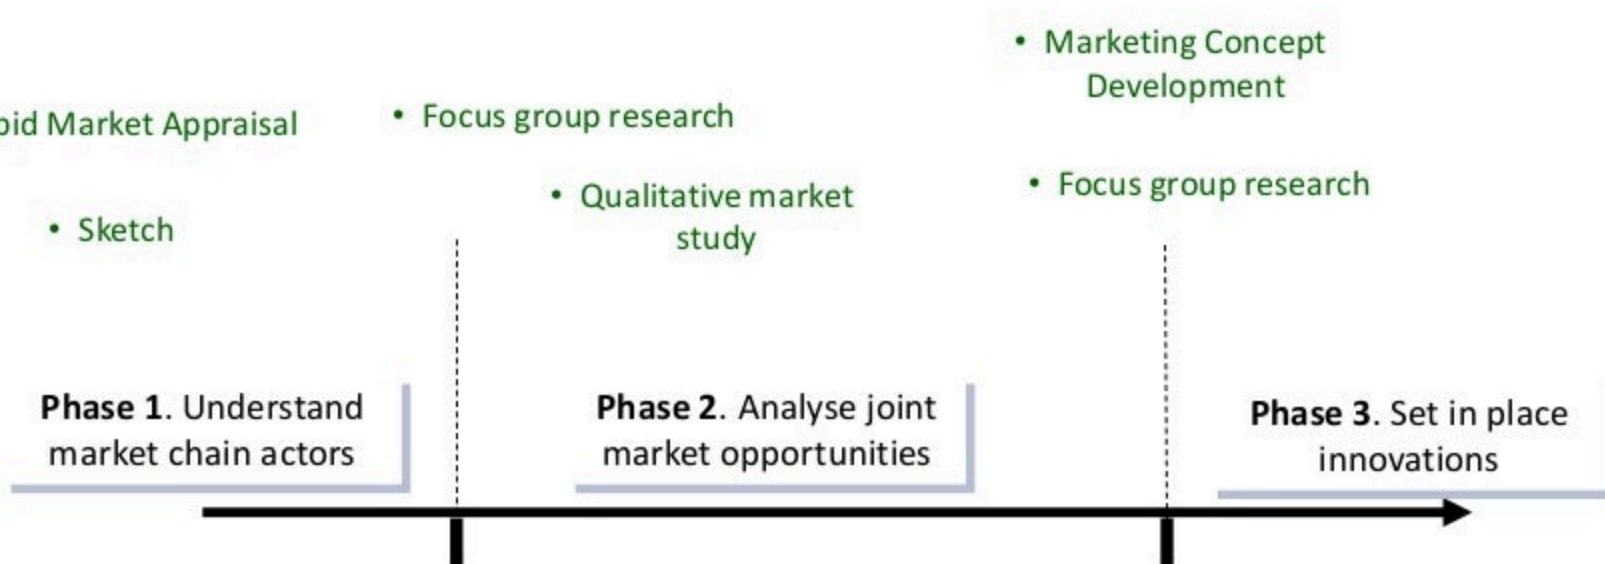 • Marketing Concept
Development
pid Market Appraisal
• Focus group research
• Qualitative market
study
• Focus group research
• Sketch
Phase 1. Understand
market chain actors
Phase 2. Analyse joint
market opportunities
Phase 3. Set in place
innovations